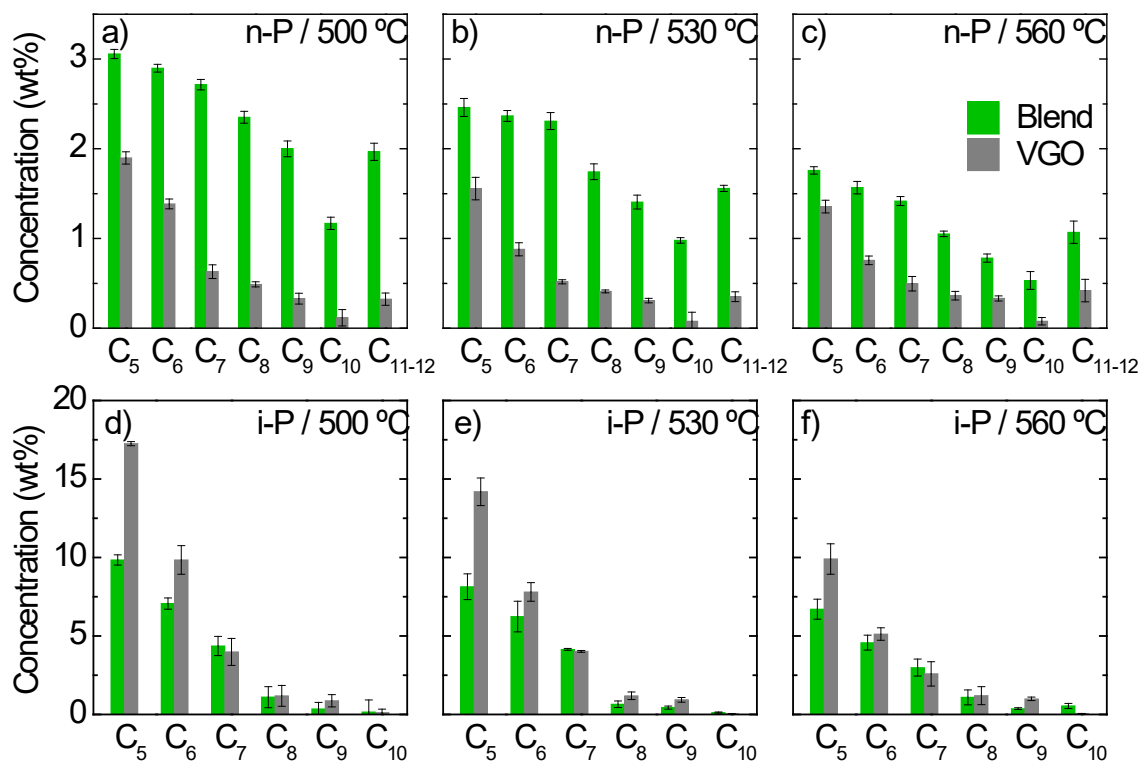 a) n-P / 500 ºC
b) n-P / 530 ºC
c) n-P / 560 ºC
Concentration (wt%)
3
2
1
0
Blend
VGO
C5 C6 C7 C8 C9 C10 C11-12
C5 C6 C7 C8 C9 C10 C11-12
C5 C6 C7 C8 C9 C10 C11-12
d) i-P / 500 ºC
e) i-P / 530 ºC
f) i-P / 560 ºC
Concentration (wt%)
20
15
10
5
0
C5 C6 C7 C8 C9 C10
C5 C6 C7 C8 C9 C10
C5 C6 C7 C8 C9 C10